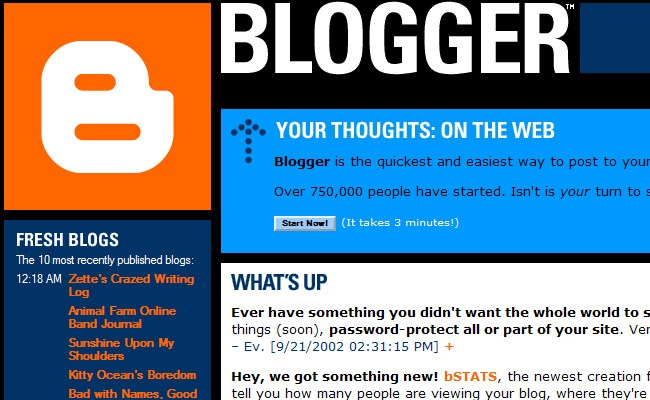 BLOGGER™
YOUR THOUGHTS: ON THE WEB
Blogger is the quickest and easiest way to post to your
Over 750,000 people have started. Isn't is your turn to s
Start Now! (It takes 3 minutes!)
FRESH BLOGS
The 10 most recently published blogs:
12:18 AM Zette's Crazed Writing
Log
Animal Farm Online
Band Journal
Sunshine Upon My
Shoulders
Kitty Ocean's Boredom
Bad with Names, Good
WHAT'S UP
Ever have something you didn't want the whole world to s
things (soon), password-protect all or part of your site. Ver
– Ev. [9/21/2002 02:31:15 PM] +
Hey, we got something new! bSTATS, the newest creation f
tell you how many people are viewing your blog, where they're